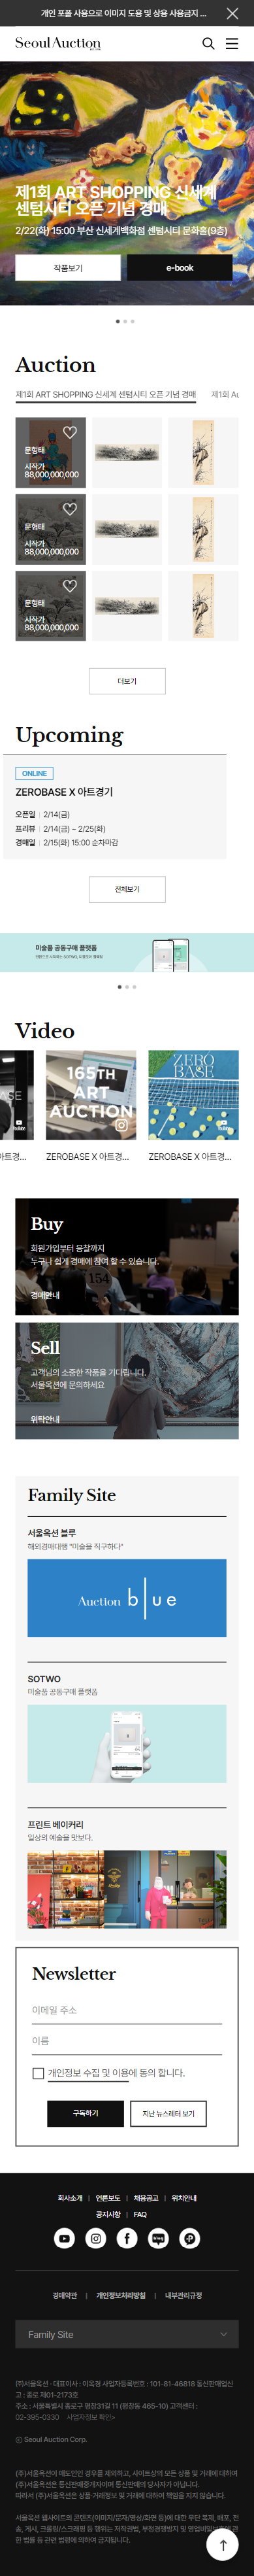 개인 포폴 사용으로 이미지 도용 및 상용 사용금지 ...
Seoul Auction
제1회 ART SHOPPING 신세계
센텀시티 오픈 기념 경매
2/22(화) 15:00 부산 신세계백화점 센텀시티 문화홀(9층)
작품보기
e-book
Auction
제1회 ART SHOPPING 신세계 센텀시티 오픈 기념 경매
제1회 Au
문형태
시작가
88,000,000,000
문형태
시작가
88,000,000,000
문형태
시작가
88,000,000,000
더보기
Upcoming
ONLINE
ZEROBASE X 아트경기
오픈일 | 2/14(금)
프리뷰 | 2/14(금) – 2/25(화)
경매일 | 2/15(화) 15:00 순차마감
전체보기
미술품 공동구매 플랫폼
Video
165TH
ART
AUCTION
ZERO
BASE
아트경...
ZEROBASE X 아트경...
ZEROBASE X 아트경...
Buy
회원가입부터 응찰까지
누구나 쉽게 경매에 참여 할 수 있습니다.
154
경매안내
Sell
고객님의 소중한 작품을 기다립니다.
서울옥션에 문의하세요
위탁안내
Family Site
서울옥션 블루
해외경매대행 "미술을 직구하다"
Auction blue
SOTWO
미술품 공동구매 플랫폼
프린트 베이커리
일상의 예술을 맛보다.
Newsletter
이메일 주소
이름
개인정보 수집 및 이용에 동의 합니다.
구독하기
지난 뉴스레터 보기
회사소개 | 언론보도 | 채용공고 | 위치안내
공지사항 | FAQ
blog
경매약관 | 개인정보처리방침 | 내부관리규정
Family Site
㈜서울옥션 · 대표이사 : 이옥경 사업자등록번호 : 101-81-46818 통신판매업신
고 : 종로 제01-2173호
주소 : 서울특별시 종로구 평창31길 11 (평창동 465-10) 고객센터 :
02-395-0330 사업자정보 확인>
ⓒ Seoul Auction Corp.
(주)서울옥션이 매도인인 경우를 제외하고, 사이트상의 모든 상품 및 거래에 대하여
(주)서울옥션은 통신판매중개자이며 통신판매의 당사자가 아닙니다.
따라서 (주)서울옥션은 상품·거래정보 및 거래에 대하여 책임을 지지 않습니다.
서울옥션 웹사이트의 콘텐츠(이미지/문자/영상/화면 등)에 대한 무단 복제, 배포, 전
송, 게시, 크롤링/스크래핑 등 행위는 저작권법, 부정경쟁방지 및 영업비밀
한 법률 등 관련 법령에 의하여 금지됩니다.